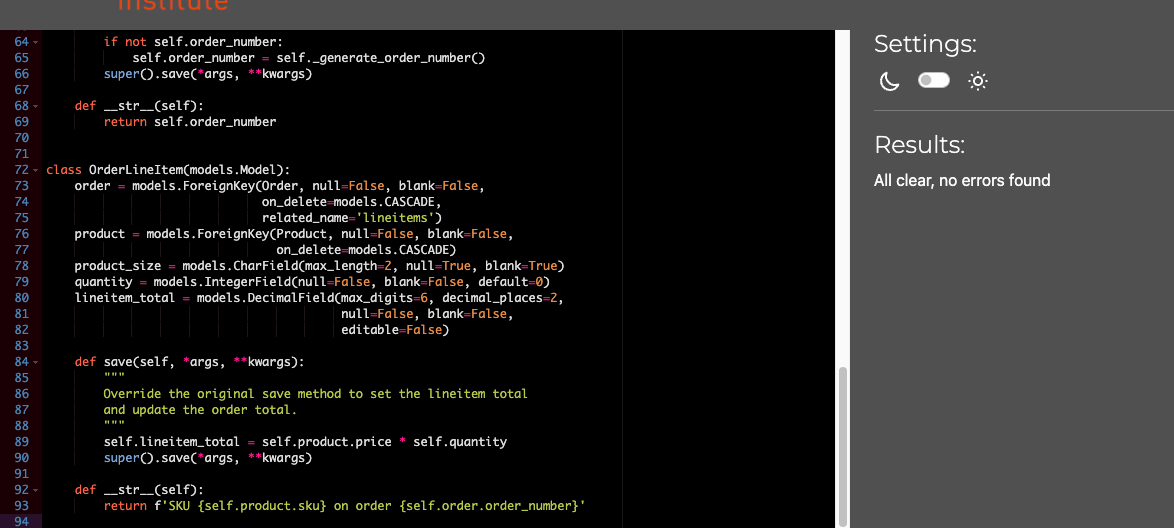 institute
64 if not self.order_number:
65 self.order_number = self._generate_order_number()
66 super().save(*args, **kwargs)
67
68 def __str__(self):
69 return self.order_number
70
71
72 class OrderLineItem(models.Model):
73 order = models.ForeignKey(Order, null=False, blank=False,
74 on_delete=models.CASCADE,
75 related_name='lineitems')
76 product = models.ForeignKey(Product, null=False, blank=False,
77 on_delete=models.CASCADE)
78 product_size = models.CharField(max_length=2, null=True, blank=True)
79 quantity = models.IntegerField(null=False, blank=False, default=0)
80 lineitem_total = models.DecimalField(max_digits=6, decimal_places=2,
81 null=False, blank=False,
82 editable=False)
83
84 def save(self, *args, **kwargs):
85 """
86 Override the original save method to set the lineitem total
87 and update the order total.
88 """
89 self.lineitem_total = self.product.price * self.quantity
90 super().save(*args, **kwargs)
91
92 def __str__(self):
93 return f'SKU {self.product.sku} on order {self.order.order_number}'
94
Settings:
Results:
All clear, no errors found